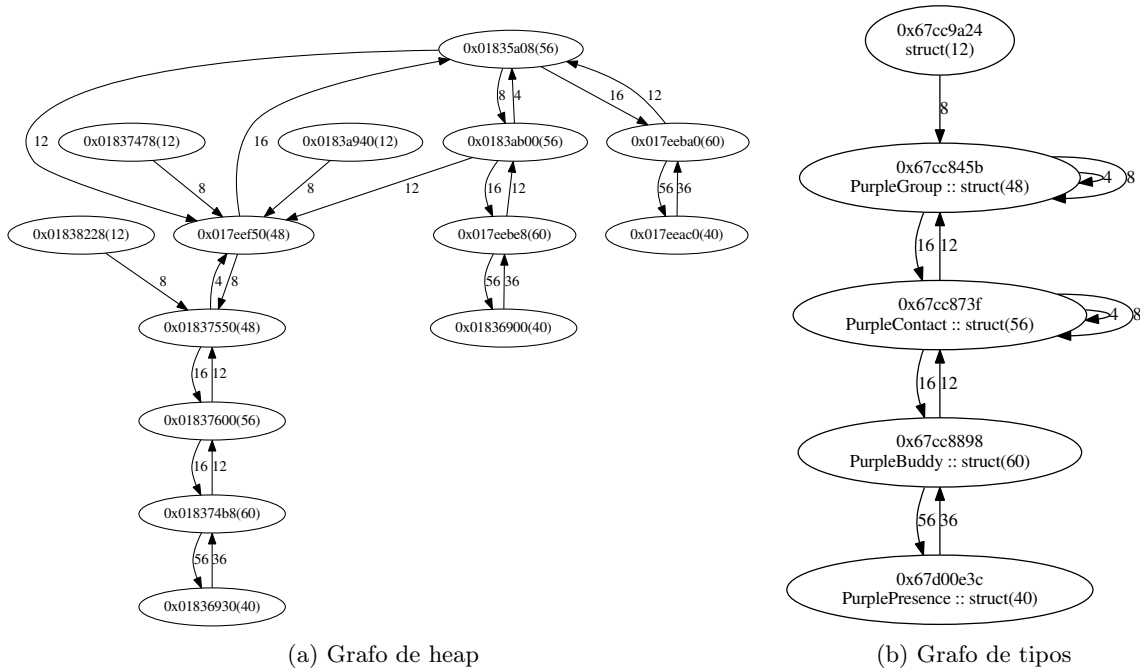 0x01835a08(56)
12
16
8
4
16
12
0x01837478(12)
0x0183a940(12)
0x0183ab00(56)
0x017eeba0(60)
8
8
12
16
12
56
36
0x01838228(12)
0x017eef50(48)
0x017eebe8(60)
0x017eeac0(40)
8
4
8
56
36
0x01837550(48)
0x01836900(40)
16
12
0x01837600(56)
16
12
0x018374b8(60)
56
36
0x01836930(40)
(a) Grafo de heap
0x67cc9a24
struct(12)
8
0x67cc845b
PurpleGroup :: struct(48)
4
8
16
12
0x67cc873f
PurpleContact :: struct(56)
4
8
16
12
0x67cc8898
PurpleBuddy :: struct(60)
56
36
0x67d00e3c
PurplePresence :: struct(40)
(b) Grafo de tipos